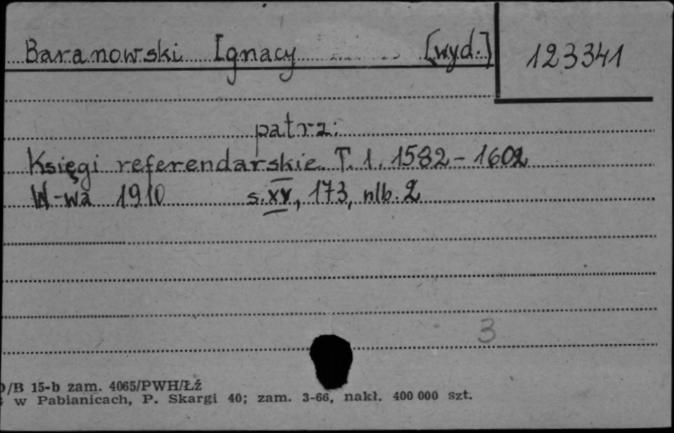 Baranowski Ignacy [wyd.]
123341
patrz:
Księgi referendarskie. T. 1. 1582-1602
W-wa 1910 s. XV, 173, nlb. 2
3
/B 15-b zam. 4065/PWH/Łź
w Pabianicach, P. Skargi 40; zam. 3-66, nakł. 400 000 szt.